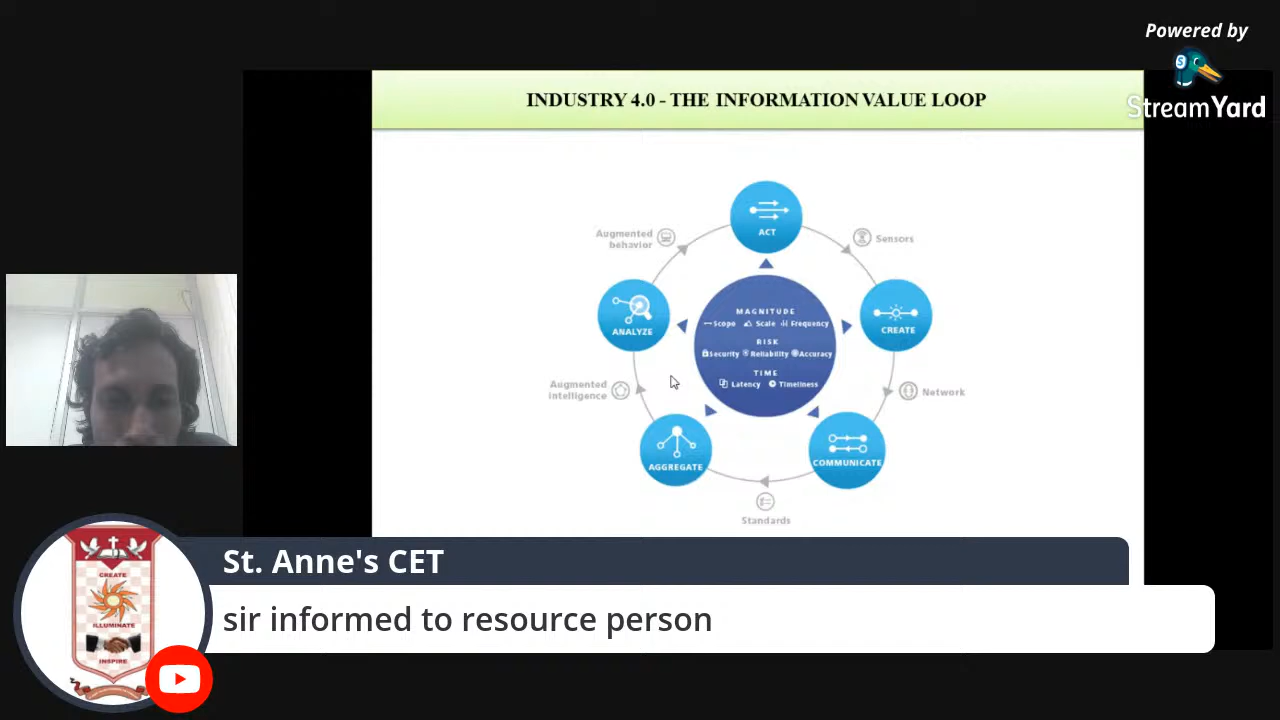 Powered by
StreamYard
INDUSTRY 4.0 - THE INFORMATION VALUE LOOP
ACT
Augmented
behavior
Sensors
ANALYZE
CREATE
MAGNITUDE
Scope Scale Frequency
RISK
Security Reliability Accuracy
TIME
Latency Timeliness
Augmented
intelligence
Network
AGGREGATE
COMMUNICATE
Standards
St. Anne's CET
sir informed to resource person
CREATE
ILLUMINATE
INSPIRE